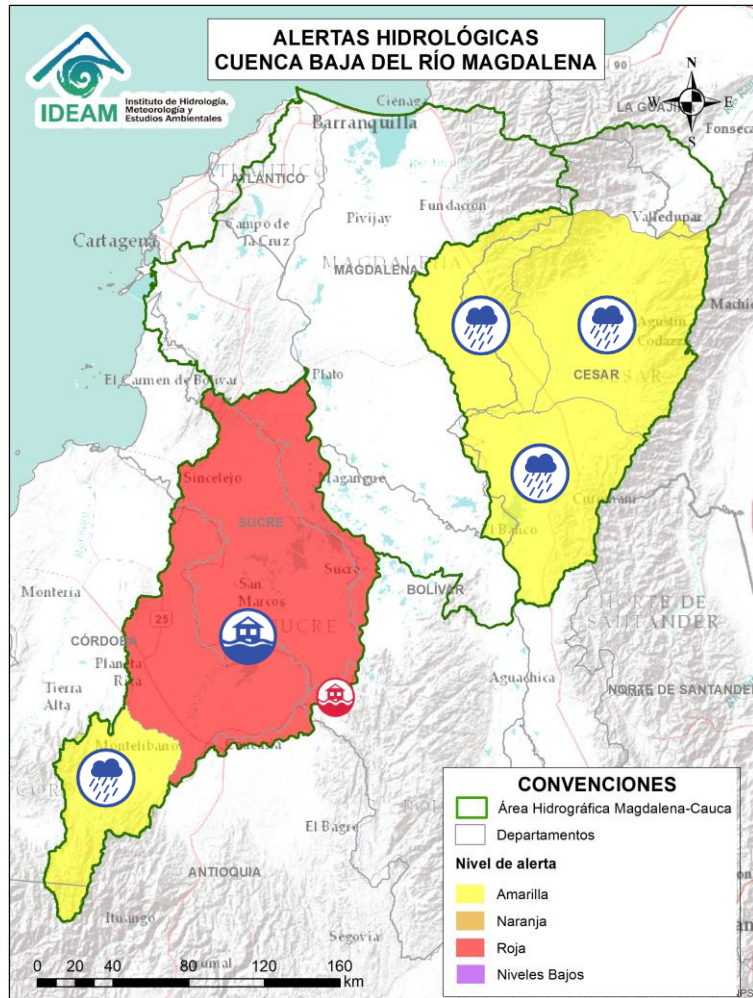 ALERTAS HIDROLÓGICAS
CUENCA BAJA DEL RÍO MAGDALENA
IDEAM
Instituto de Hidrología,
Meteorología y
Estudios Ambientales
90
N
W
E
S
LA GUAJIRA
Fonseca
Ciénaga
Barranquilla
ATLÁNTICO
Fundación
Pivijay
Valledupar
Campo de
la Cruz
Cartagena
MAGDALENA
MAGDALENA
Agustín
Codazzi
CESAR
El Carmen de Bolívar
Plato
Sincelejo
Magangue
SUCRE
El Banco
Sucre
San
Marcos
SUCRE
BOLÍVAR
Montería
25
CÓRDOBA
NORTE DE
SANTANDER
Planeta
Rica
Tierra
Alta
Aguachica
NORTE DE SANTANDER
Montelíbano
El Bagre
ANTIOQUIA
Ituango
Segovia
CONVENCIONES
Área Hidrográfica Magdalena-Cauca
Departamentos
Nivel de alerta
Amarilla
Naranja
Roja
Niveles Bajos
0 20 40 80 120 160
km